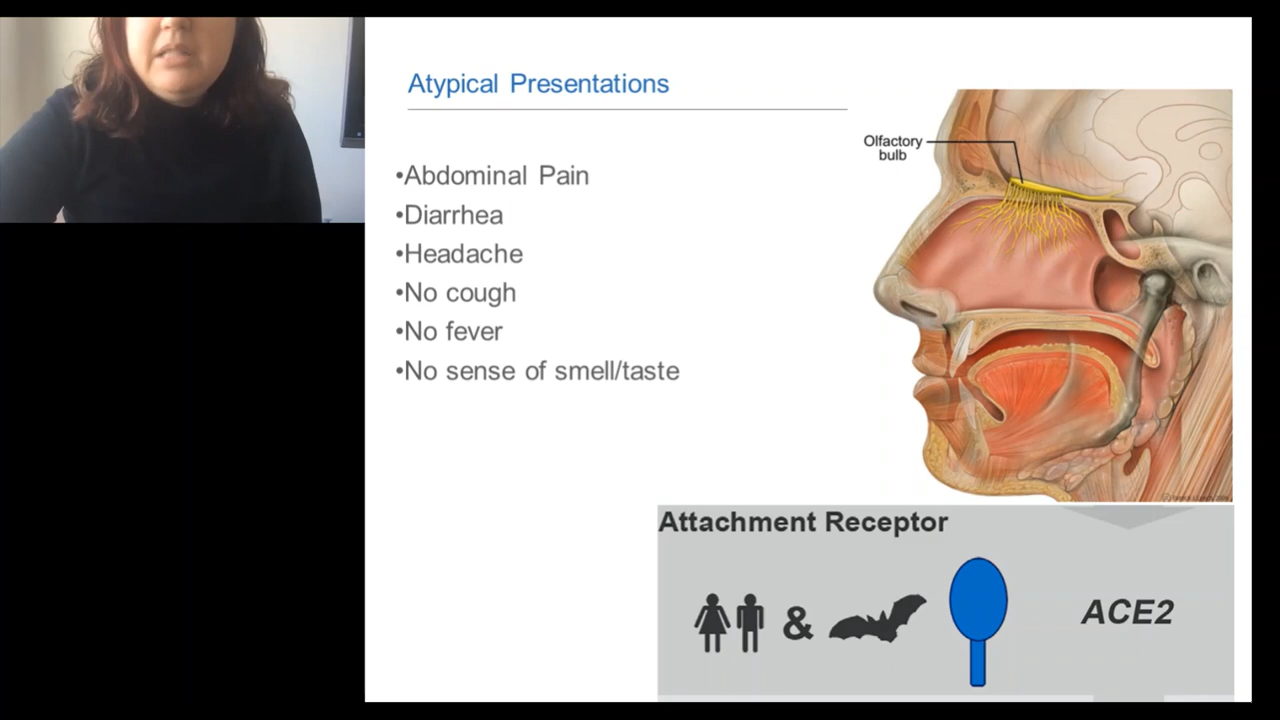 Atypical Presentations
•Abdominal Pain
•Diarrhea
•Headache
•No cough
•No fever
•No sense of smell/taste
Olfactory
bulb
Attachment Receptor
&
ACE2